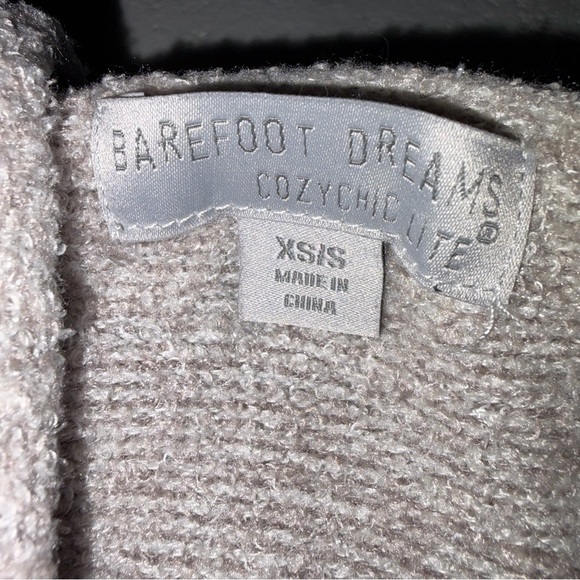 BAREFOOT DREAMS®
COZYCHIC LITE
XS/S
MADE IN
CHINA